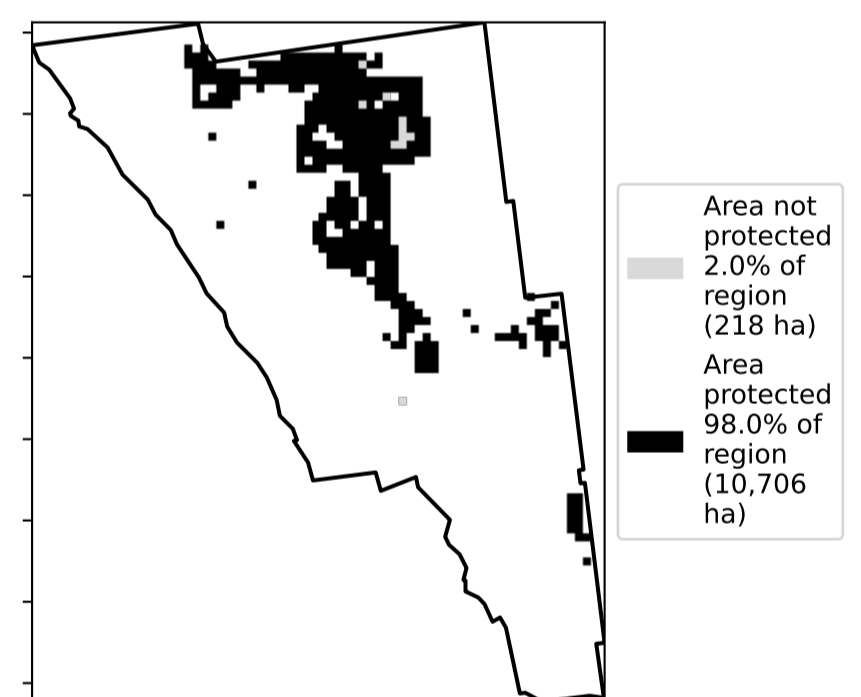 Area not
protected
2.0% of
region
(218 ha)
Area
protected
98.0% of
region
(10,706
ha)